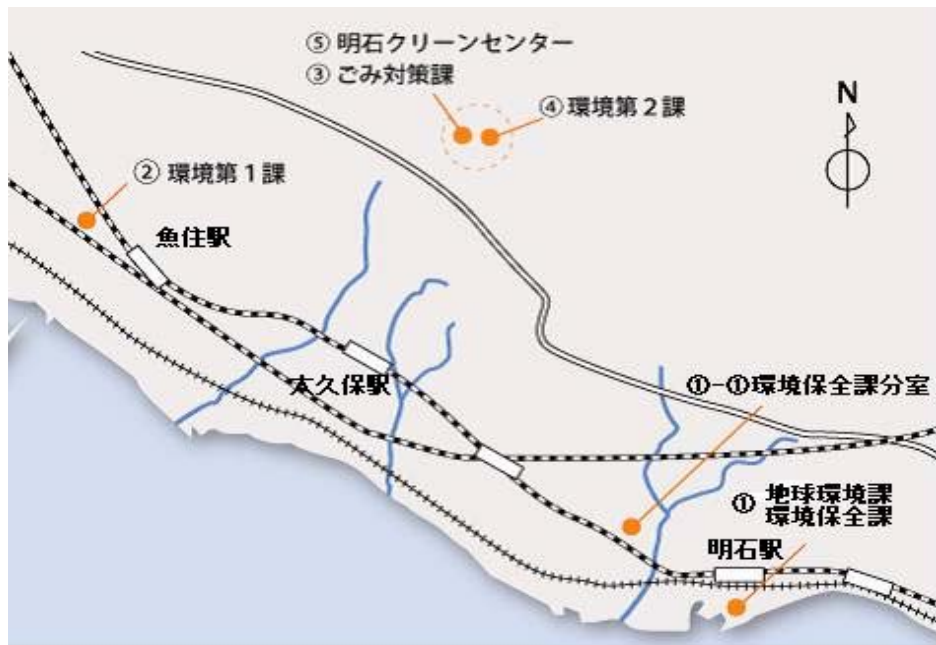 ⑤ 明石クリーンセンター
③ ごみ対策課
④ 環境第2課
N
② 環境第1課
魚住駅
大久保駅
①-①環境保全課分室
① 地球環境課
環境保全課
明石駅